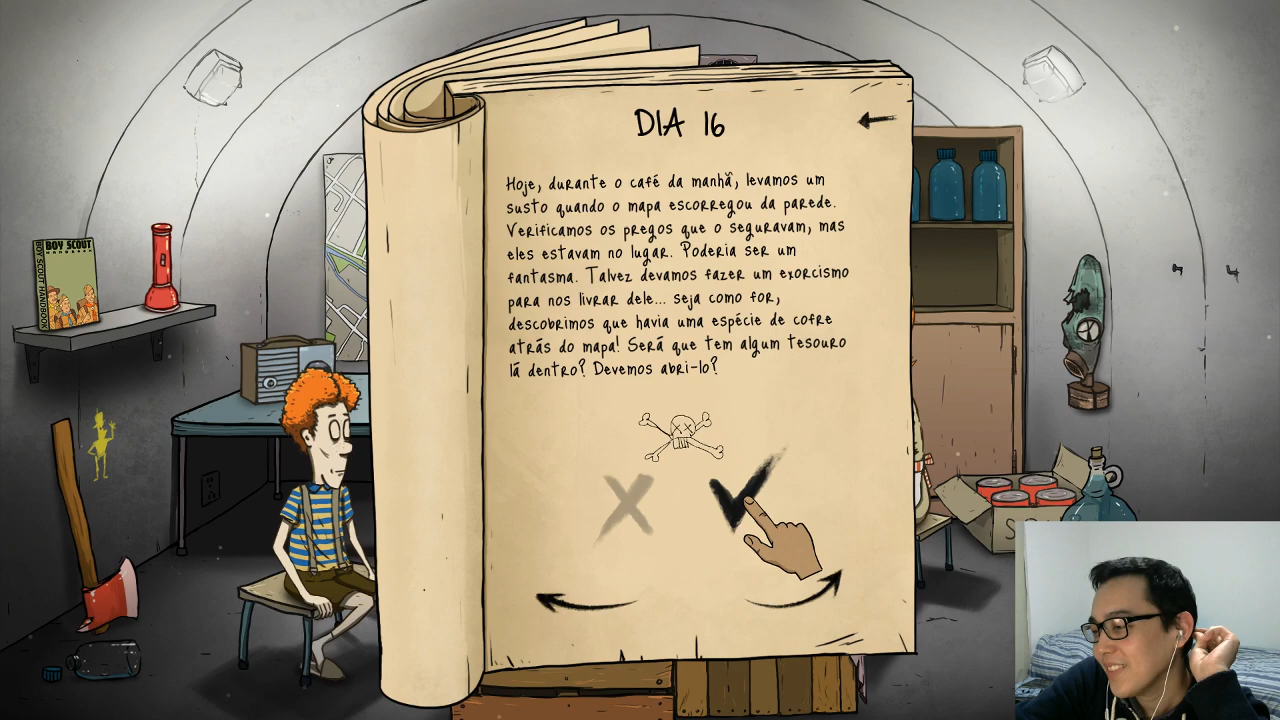 DIA 16
Hoje, durante o café da manhã, levamos um
susto quando o mapa escorregou da parede.
Verificamos os pregos que o seguravam, mas
eles estavam no lugar. Poderia ser um
fantasma. Talvez devamos fazer um exorcismo
para nos livrar dele... seja como for,
descobrimos que havia uma espécie de cofre
atrás do mapa! Será que tem algum tesouro
lá dentro? Devemos abri-lo?
BOY SCOUT
HANDBOOK
BOY SCOUT HANDBOOK